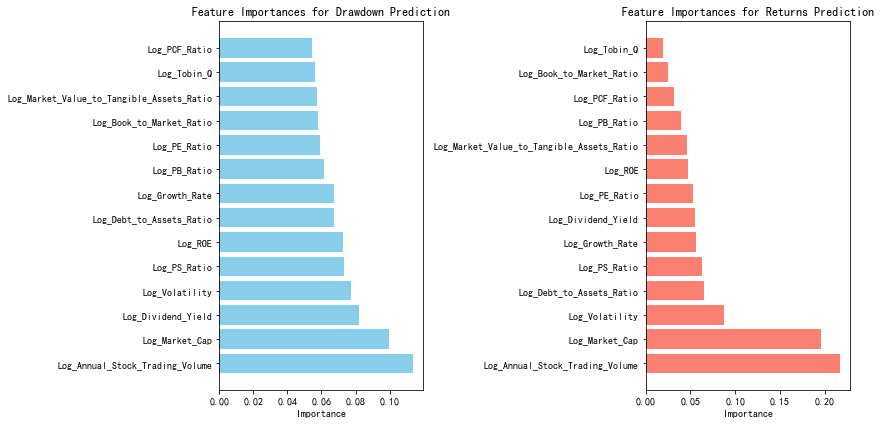 Feature Importances for Drawdown Prediction
Log_PCF_Ratio
Log_Tobin_Q
Log_Market_Value_to_Tangible_Assets_Ratio
Log_Book_to_Market_Ratio
Log_PE_Ratio
Log_PB_Ratio
Log_Growth_Rate
Log_Debt_to_Assets_Ratio
Log_ROE
Log_PS_Ratio
Log_Volatility
Log_Dividend_Yield
Log_Market_Cap
Log_Annual_Stock_Trading_Volume
0.00 0.02 0.04 0.06 0.08 0.10
Importance
Feature Importances for Returns Prediction
Log_Tobin_Q
Log_Book_to_Market_Ratio
Log_PCF_Ratio
Log_PB_Ratio
Log_Market_Value_to_Tangible_Assets_Ratio
Log_ROE
Log_PE_Ratio
Log_Dividend_Yield
Log_Growth_Rate
Log_PS_Ratio
Log_Debt_to_Assets_Ratio
Log_Volatility
Log_Market_Cap
Log_Annual_Stock_Trading_Volume
0.00 0.05 0.10 0.15 0.20
Importance